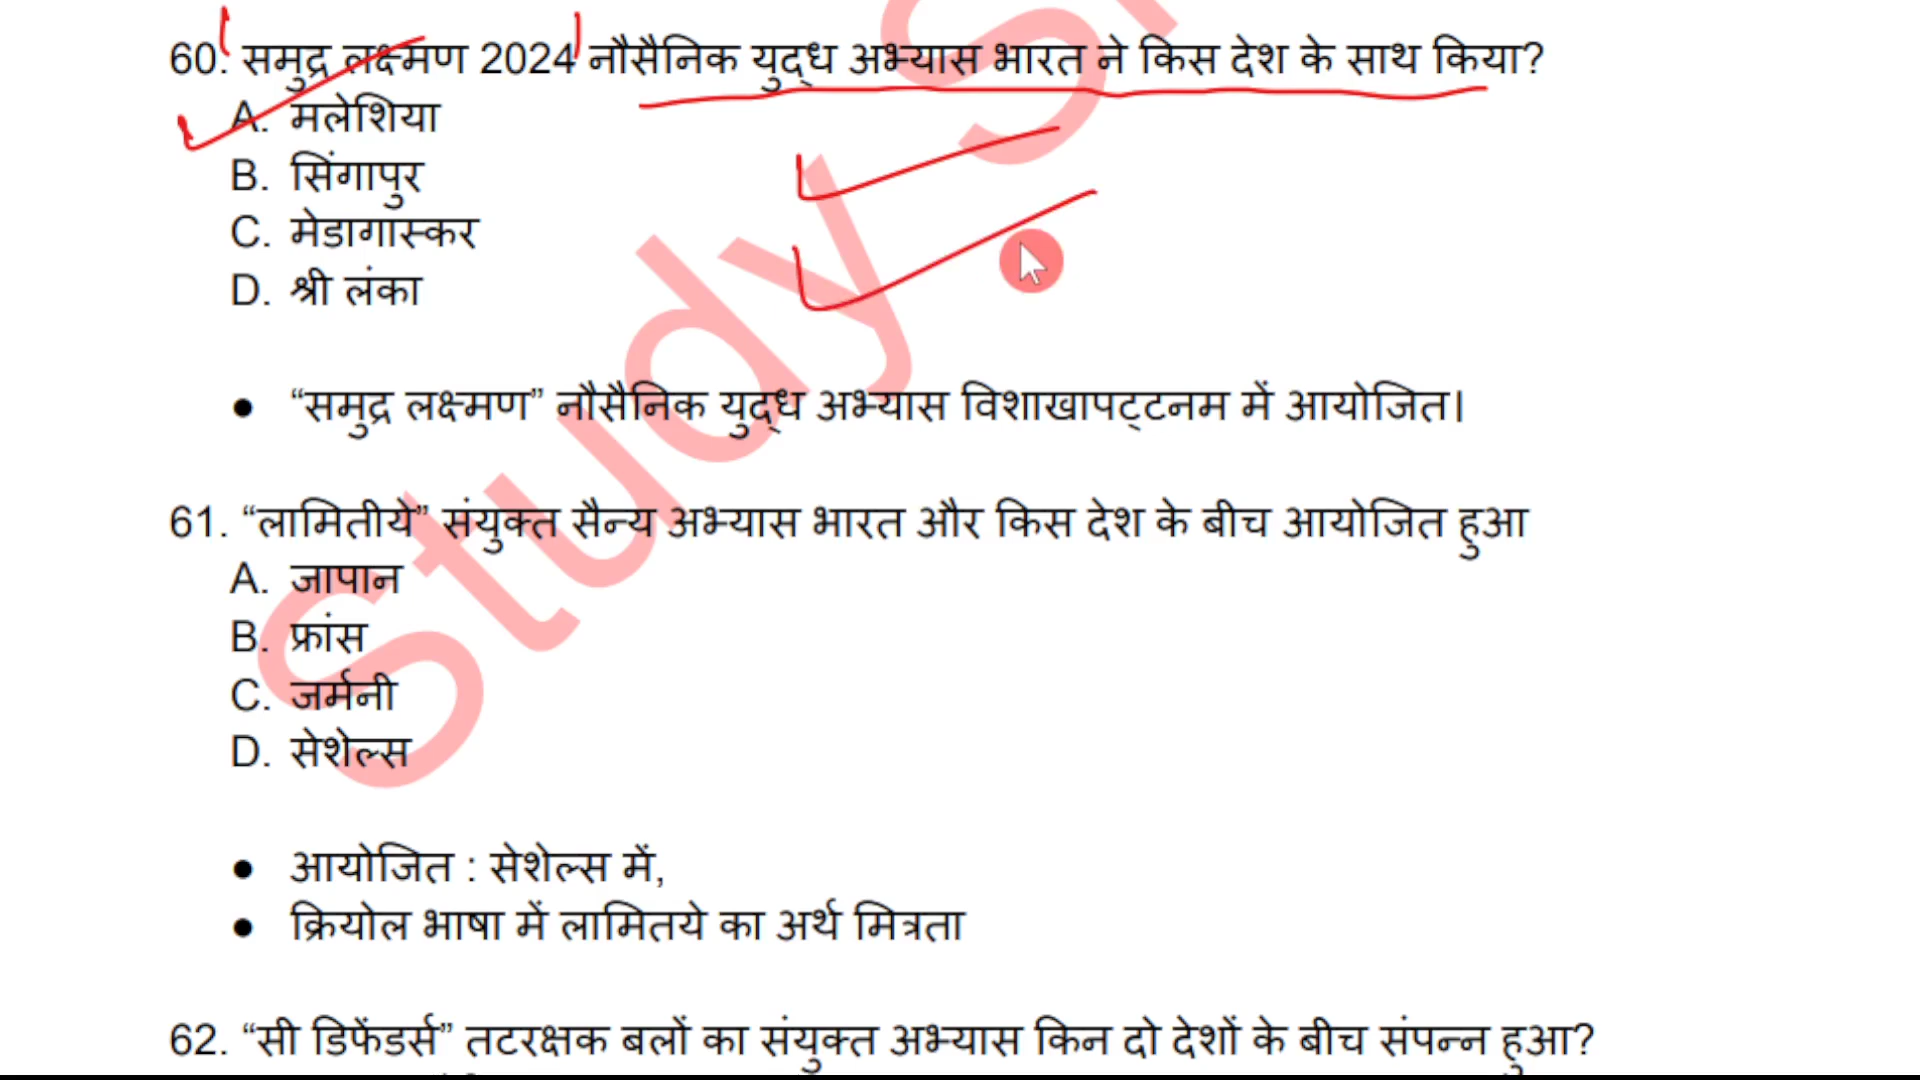 60. समुद्र लक्ष्मण 2024 नौसैनिक युद्ध अभ्यास भारत ने किस देश के साथ किया?
A. मलेशिया
B. सिंगापुर
C. मेडागास्कर
D. श्री लंका
● “समुद्र लक्ष्मण” नौसैनिक युद्ध अभ्यास विशाखापट्टनम में आयोजित।
61. “लामितीये” संयुक्त सैन्य अभ्यास भारत और किस देश के बीच आयोजित हुआ
A. जापान
B. फ्रांस
C. जर्मनी
D. सेशेल्स
● आयोजित : सेशेल्स में,
● क्रियोल भाषा में लामितये का अर्थ मित्रता
62. “सी डिफेंडर्स” तटरक्षक बलों का संयुक्त अभ्यास किन दो देशों के बीच संपन्न हुआ?
Study